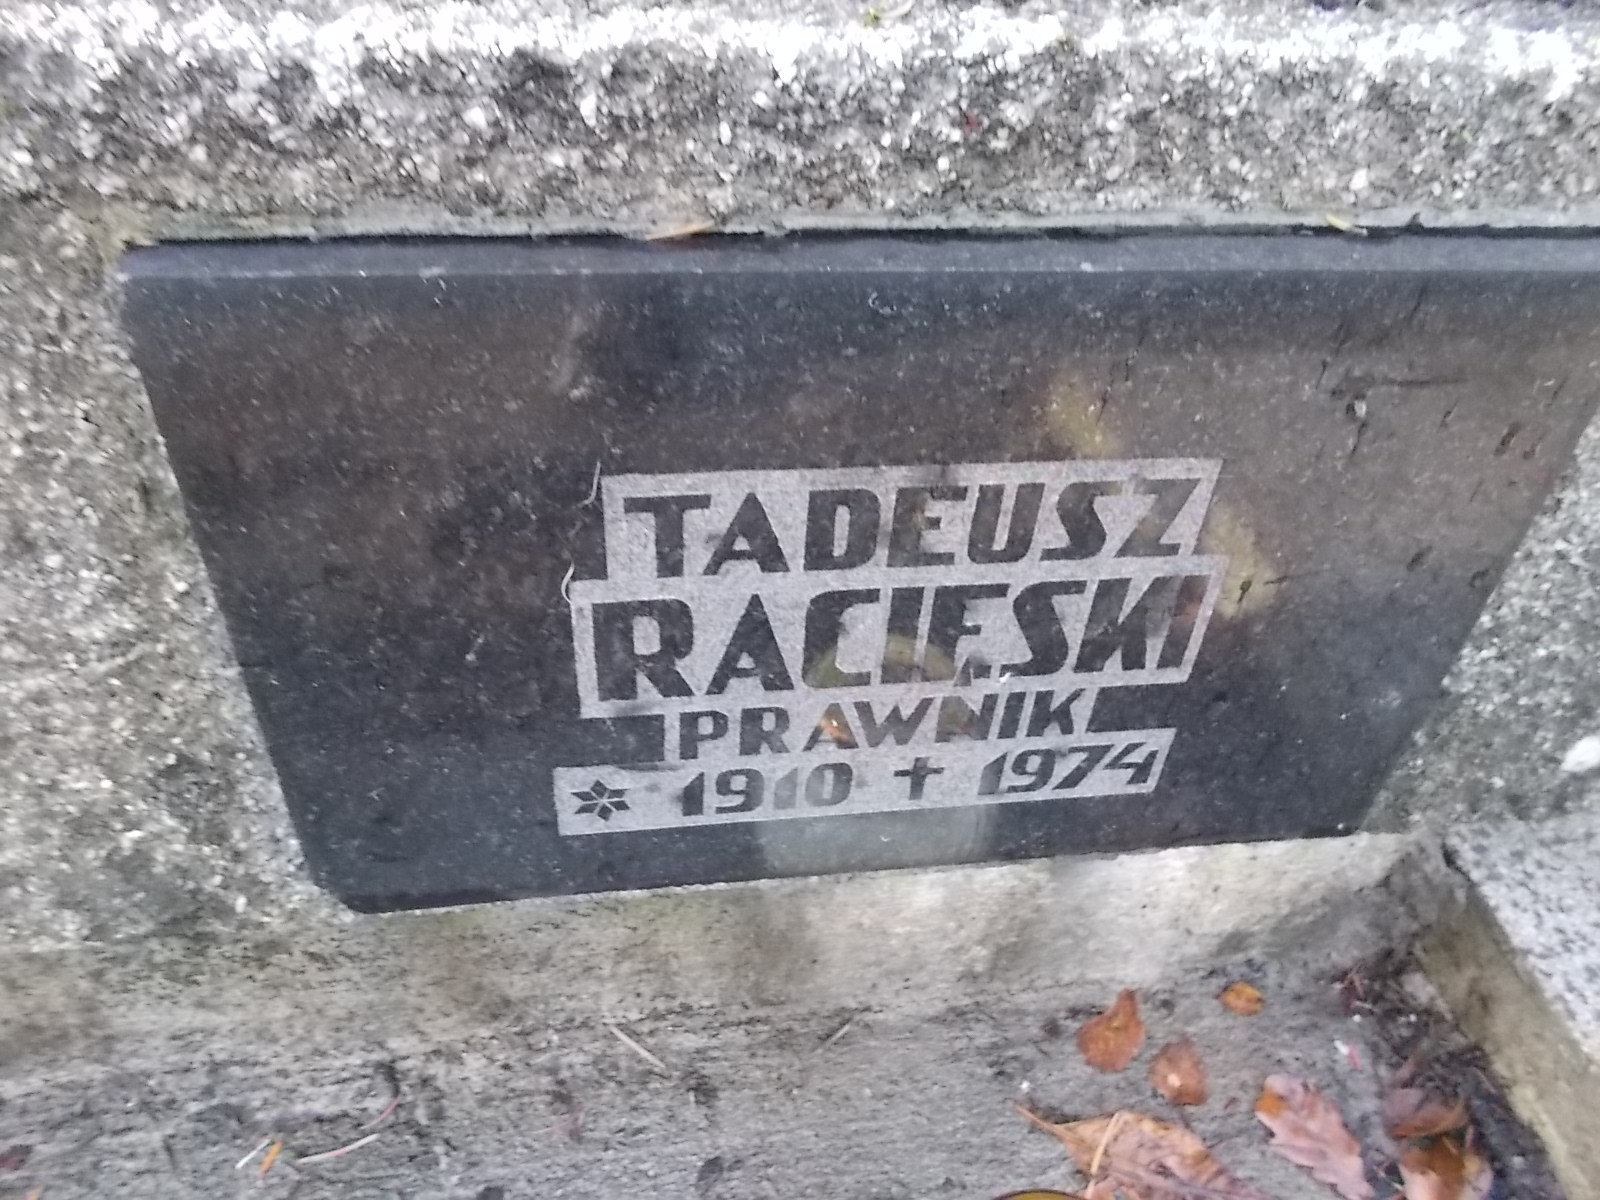 TADEUSZ
RACIĘSKI
PRAWNIK
* 1910 † 1974